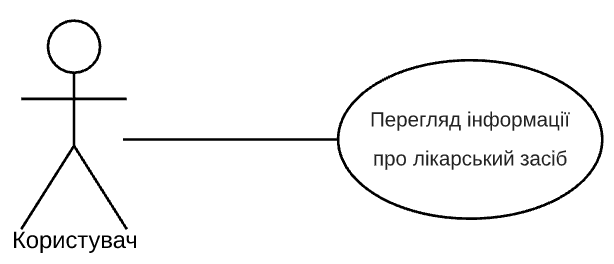 Перегляд інформації
про лікарський засіб
Користувач